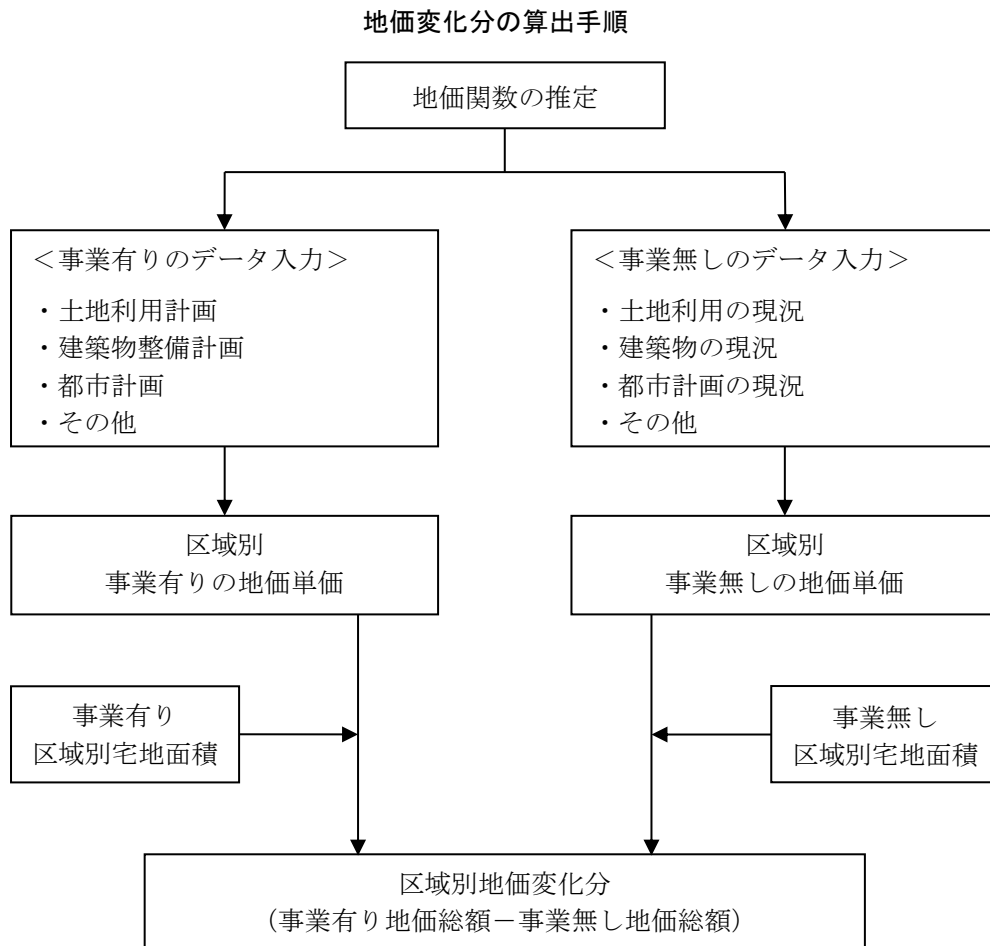 地価変化分の算出手順
地価関数の推定
＜事業有りのデータ入力＞
・土地利用計画
・建築物整備計画
・都市計画
・その他
＜事業無しのデータ入力＞
・土地利用の現況
・建築物の現況
・都市計画の現況
・その他
区域別
事業有りの地価単価
区域別
事業無しの地価単価
事業有り
区域別宅地面積
事業無し
区域別宅地面積
区域別地価変化分
（事業有り地価総額－事業無し地価総額）